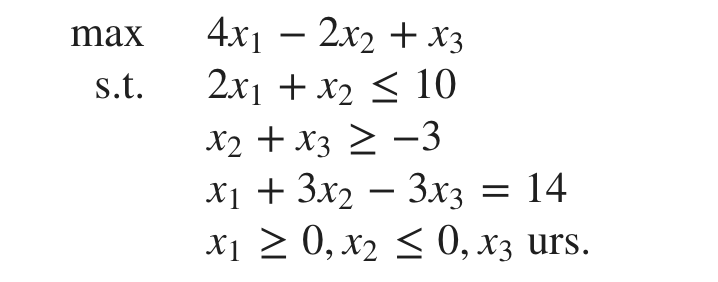 max 4x₁ − 2x₂ + x₃
s.t. 2x₁ + x₂ ≤ 10
x₂ + x₃ ≥ −3
x₁ + 3x₂ − 3x₃ = 14
x₁ ≥ 0, x₂ ≤ 0, x₃ urs.